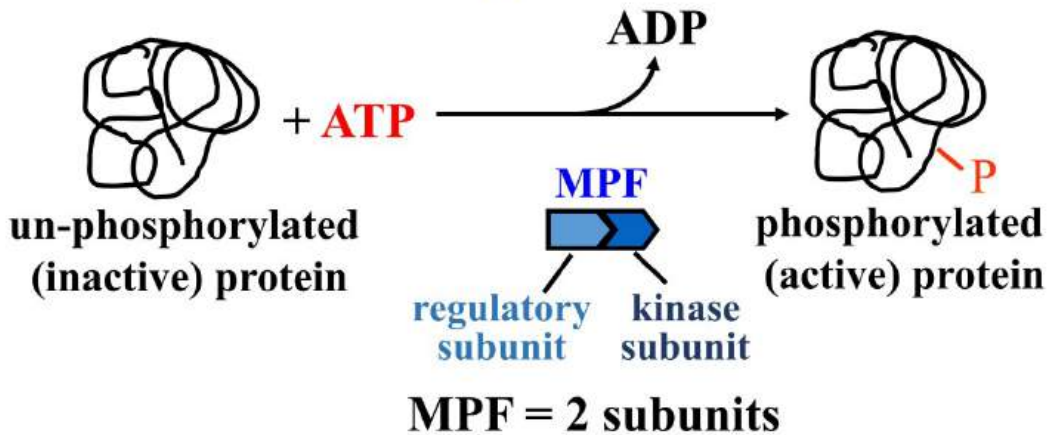 ADP
+ ATP
MPF
P
un-phosphorylated
(inactive) protein
phosphorylated
(active) protein
regulatory
subunit
kinase
subunit
MPF = 2 subunits